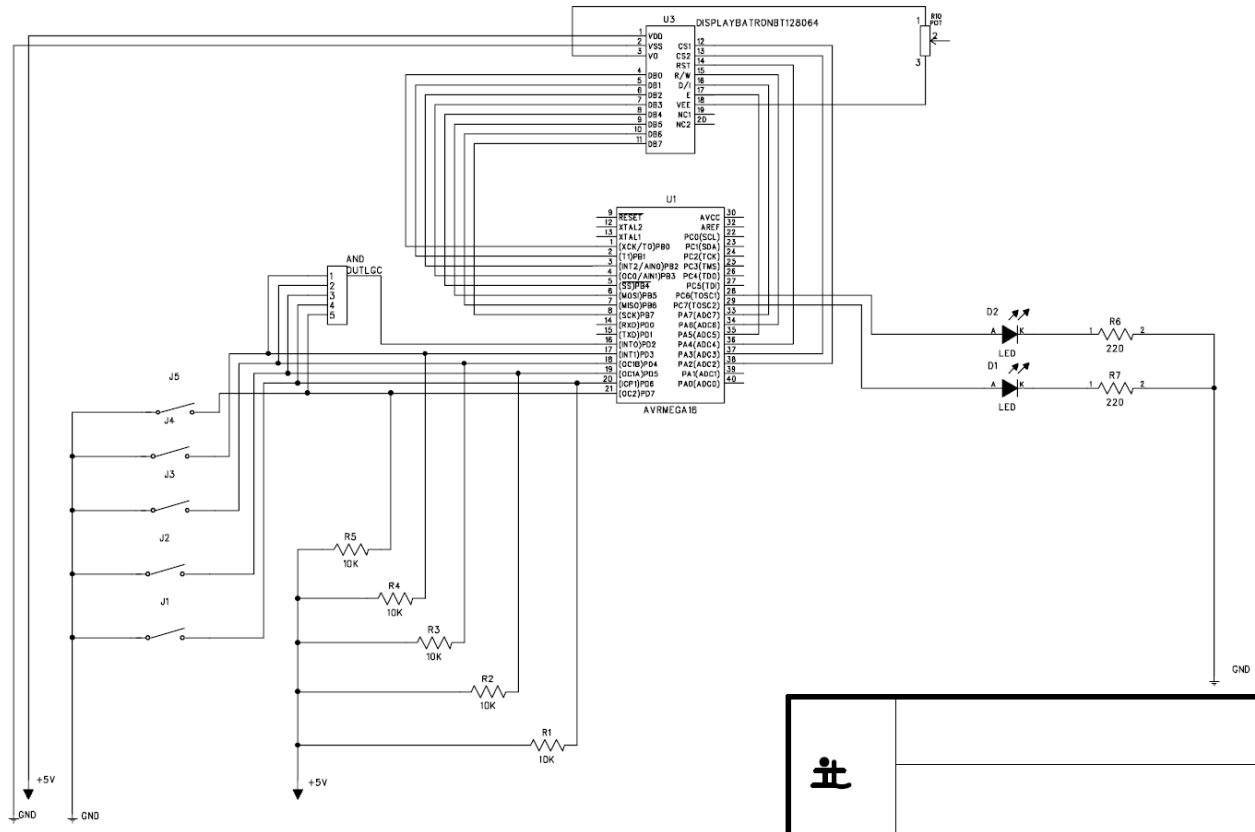 U3
DISPLAYBATRONBT128064
1 VDD
2 VSS
3 VO
4 DB0
5 DB1
6 DB2
7 DB3
8 DB4
9 DB5
10 DB6
11 DB7
CS1 12
CS2 13
RST 14
R/W 15
D/I 16
E 17
VEE 18
NC1 19
NC2 20
1
R10
POT
2
3
U1
9 RESET
12 XTAL2
13 XTAL1
1 (XCK/T0)PB0
2 (T1)PB1
3 (INT2/AIN0)PB2
4 (OC0/AIN1)PB3
5 (SS)PB4
6 (MOSI)PB5
7 (MISO)PB6
8 (SCK)PB7
14 (RXD)PD0
15 (TXD)PD1
16 (INT0)PD2
17 (INT1)PD3
18 (OC1B)PD4
19 (OC1A)PD5
20 (ICP1)PD6
21 (OC2)PD7
AVCC 30
AREF 32
PC0(SCL) 22
PC1(SDA) 23
PC2(TCK) 24
PC3(TMS) 25
PC4(TDO) 26
PC5(TDI) 27
PC6(TOSC1) 28
PC7(TOSC2) 29
PA7(ADC7) 33
PA6(ADC6) 34
PA5(ADC5) 35
PA4(ADC4) 36
PA3(ADC3) 37
PA2(ADC2) 38
PA1(ADC1) 39
PA0(ADC0) 40
AVRMEGA16
AND
OUTLGC
1
2
3
4
5
D2
A K
LED
R6
1 2
220
D1
A K
LED
R7
1 2
220
GND
J5
J4
J3
J2
J1
R5
10K
R4
10K
R3
10K
R2
10K
R1
10K
+5V
+5V
GND
GND